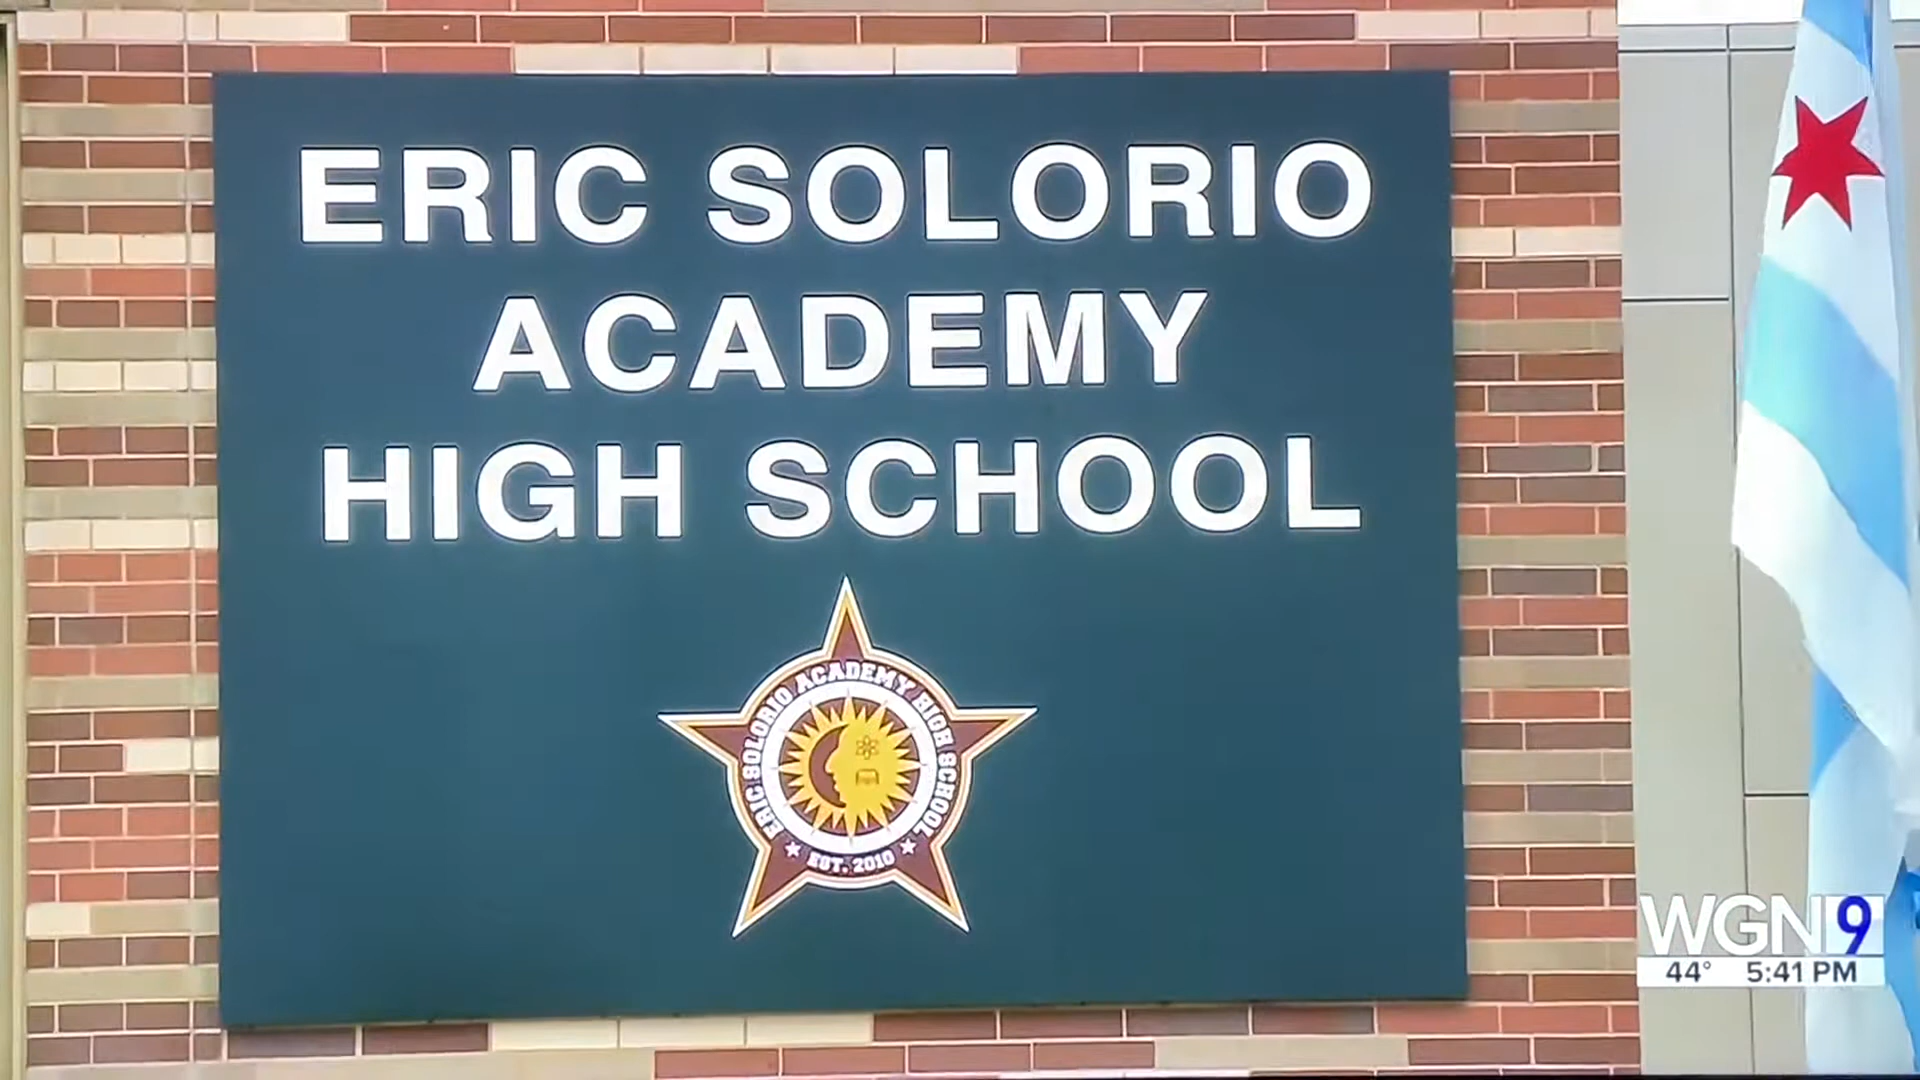 ERIC SOLORIO
ACADEMY
HIGH SCHOOL
ERIC SOLORIO ACADEMY HIGH SCHOOL
EST. 2010
WGN9
44° 5:41 PM